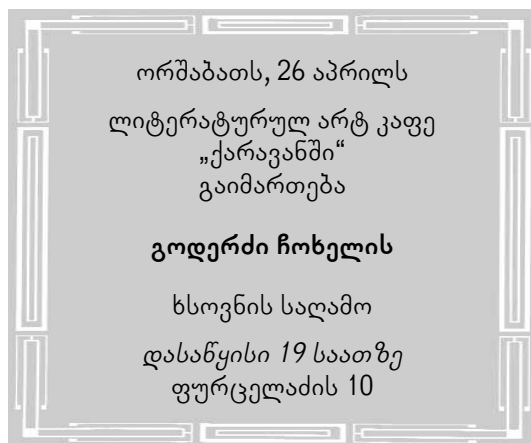 ორშაბათს, 26 აპრილს
ლიტერატურულ არტ კაფე
„ქარავანში“
გაიმართება
გოდერძი ჩოხელის
ხსოვნის საღამო
დასაწყისი 19 საათზე
ფურცელაძის 10